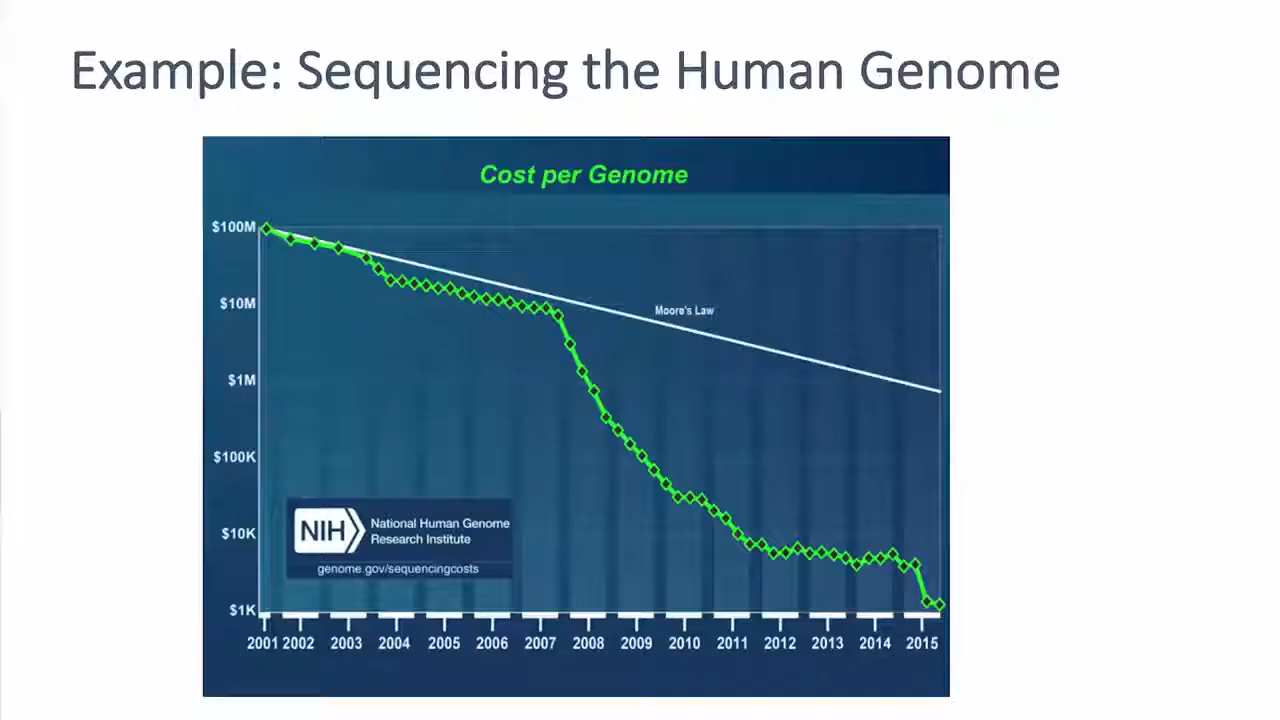 Example: Sequencing the Human Genome
Cost per Genome
$100M
$10M
Moore's Law
$1M
$100K
$10K
NIH
National Human Genome
Research Institute
genome.gov/sequencingcosts
$1K
2001 2002 2003 2004 2005 2006 2007 2008 2009 2010 2011 2012 2013 2014 2015